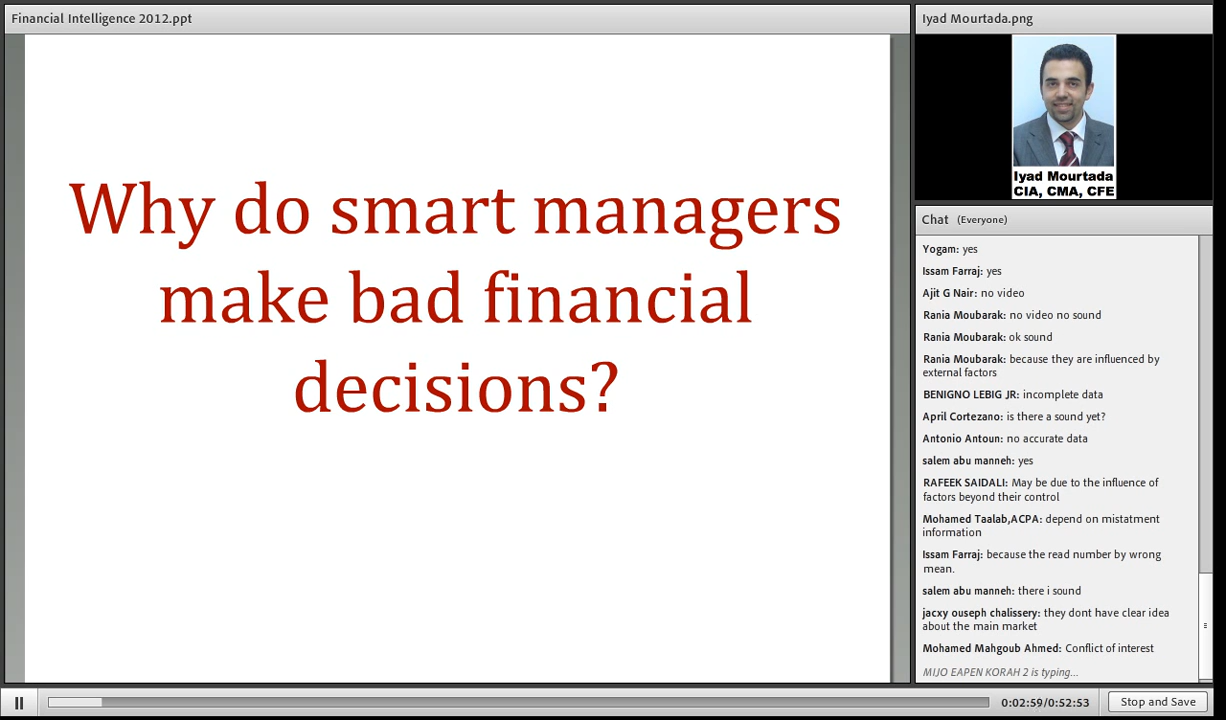 Financial Intelligence 2012.ppt
Why do smart managers
make bad financial
decisions?
Iyad Mourtada.png
Iyad Mourtada
CIA, CMA, CFE
Chat (Everyone)
Yogam: yes
Issam Farraj: yes
Ajit G Nair: no video
Rania Moubarak: no video no sound
Rania Moubarak: ok sound
Rania Moubarak: because they are influenced by
external factors
BENIGNO LEBIG JR: incomplete data
April Cortezano: is there a sound yet?
Antonio Antoun: no accurate data
salem abu manneh: yes
RAFEEK SAIDALI: May be due to the influence of
factors beyond their control
Mohamed Taalab,ACPA: depend on mistatment
information
Issam Farraj: because the read number by wrong
mean.
salem abu manneh: there i sound
jacxy ouseph chalissery: they dont have clear idea
about the main market
Mohamed Mahgoub Ahmed: Conflict of interest
MIJO EAPEN KORAH 2 is typing...
0:02:59/0:52:53
Stop and Save